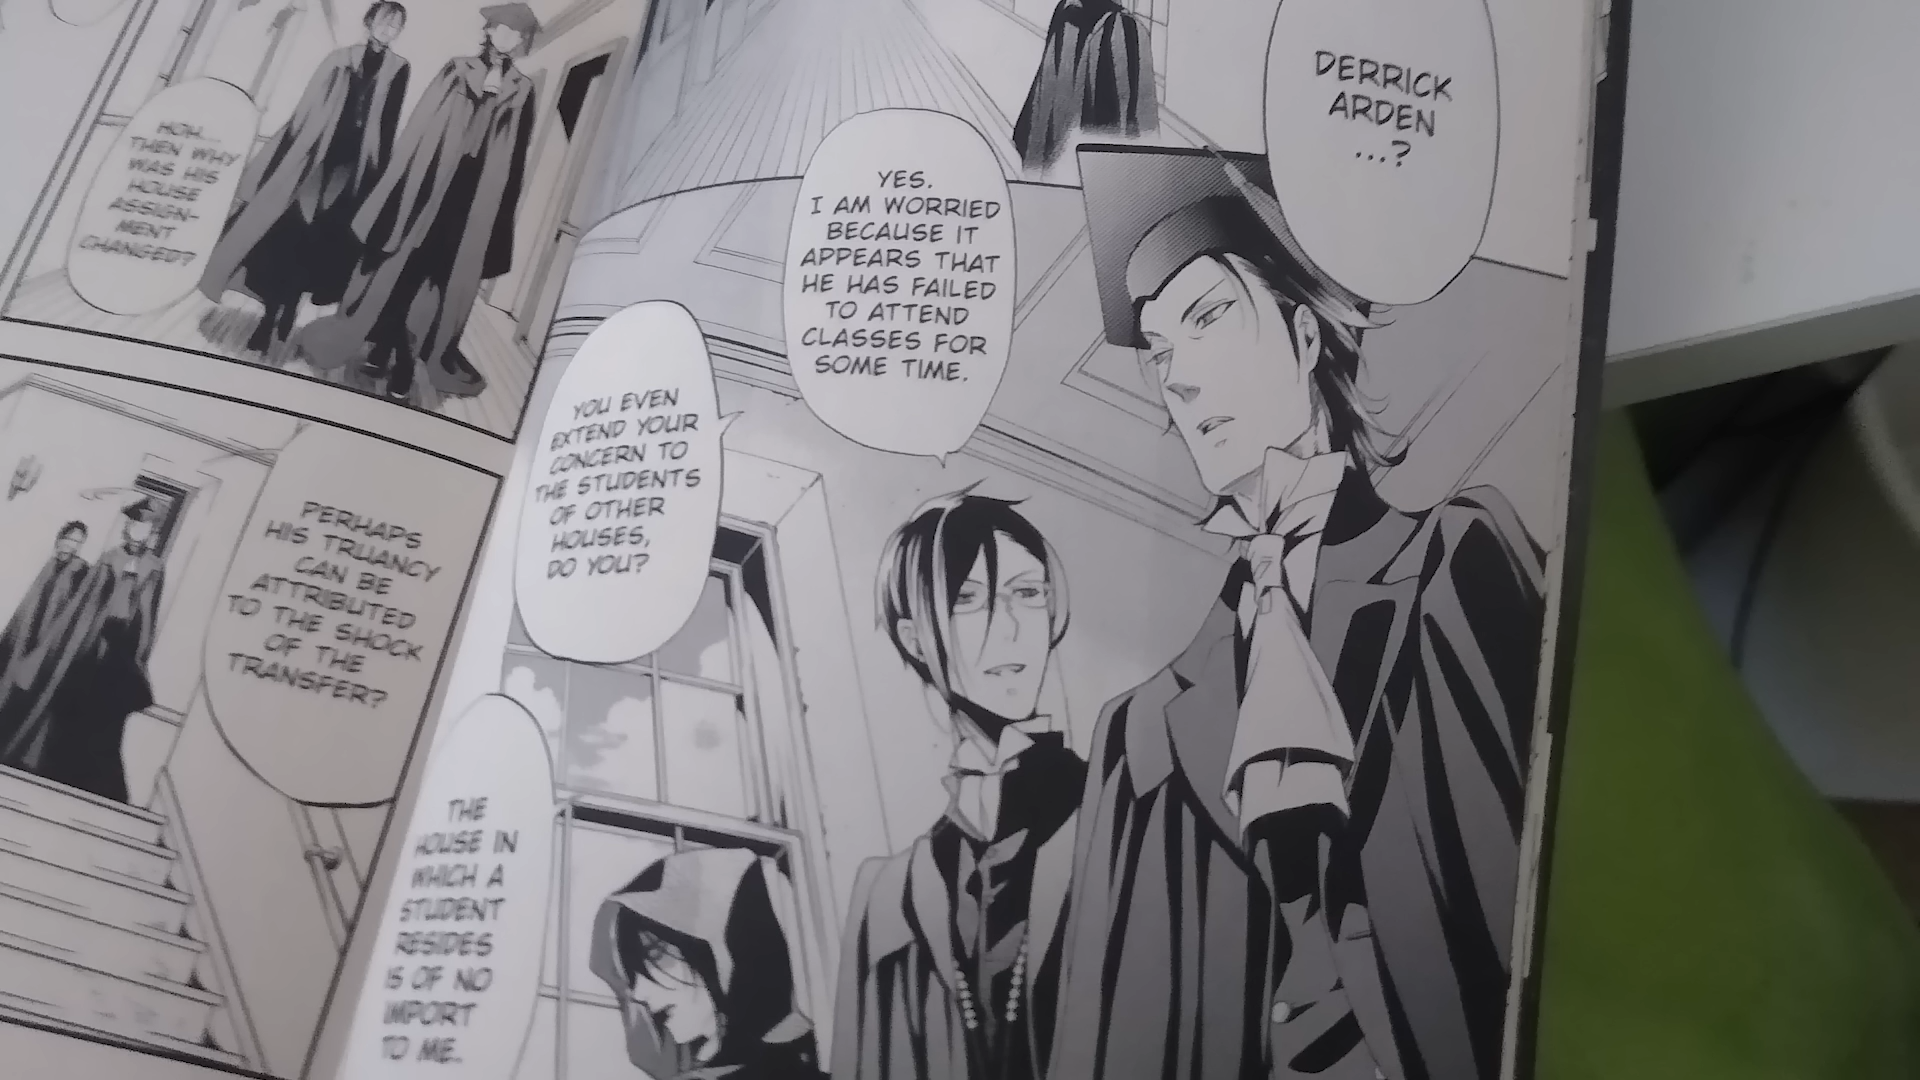 DERRICK
ARDEN
...?
YES.
I AM WORRIED
BECAUSE IT
APPEARS THAT
HE HAS FAILED
TO ATTEND
CLASSES FOR
SOME TIME.
YOU EVEN
EXTEND YOUR
CONCERN TO
THE STUDENTS
OF OTHER
HOUSES,
DO YOU?
THE
HOUSE IN
WHICH A
STUDENT
RESIDES
IS OF NO
IMPORT
TO ME.
HOH...
THEN WHY
WAS HIS
HOUSE
ASSIGN-
MENT
CHANGED?
PERHAPS
HIS TRUANCY
CAN BE
ATTRIBUTED
TO THE SHOCK
OF THE
TRANSFER?